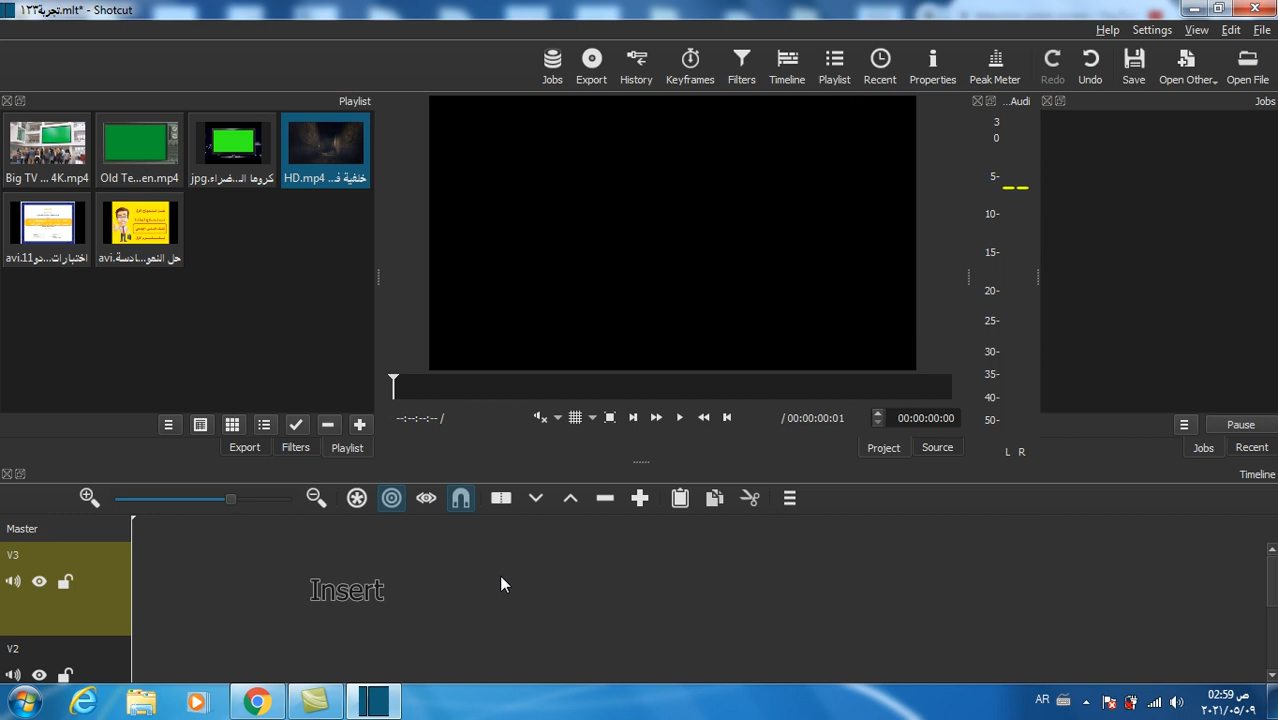 تجربة١٢٣.mlt* - Shotcut
Help Settings View Edit File
Jobs Export History Keyframes Filters Timeline Playlist Recent Properties Peak Meter Redo Undo Save Open Other... Open File
Playlist
...Audi
Jobs
Big TV ... 4K.mp4
Old Te...en.mp4
كروما الـ...ضراء.jpg
خلفية فـ... HD.mp4
اختبارات...دو11.avi
حل النمو...ادسة.avi
3
0
5-
10-
15-
20-
25-
30-
35-
40-
50-
L R
--:--:--:-- /
/ 00:00:00:01
00:00:00:00
Pause
Export Filters Playlist
Project Source
Jobs Recent
Timeline
Master
V3
Insert
V2
AR
02:59 ص
٢٠٢١/٠٥/٠٩